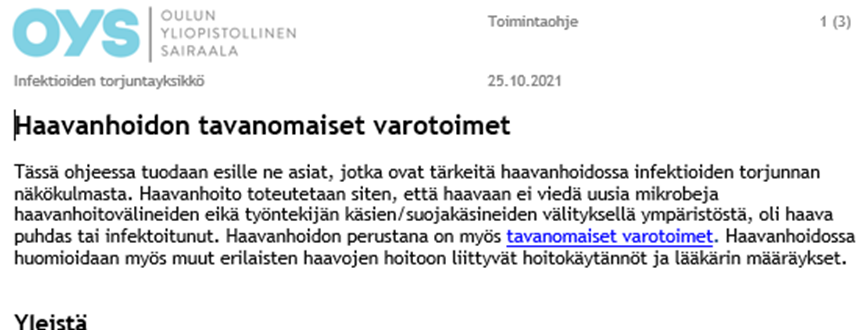 OYS OULUN
YLIOPISTOLLINEN
SAIRAALA
Toimintaohje 1 (3)
Infektioiden torjuntayksikkö 25.10.2021
Haavanhoidon tavanomaiset varotoimet
Tässä ohjeessa tuodaan esille ne asiat, jotka ovat tärkeitä haavanhoidossa infektioiden torjunnan
näkökulmasta. Haavanhoito toteutetaan siten, että haavaan ei viedä uusia mikrobeja
haavanhoitovälineiden eikä työntekijän käsien/suojakäsineiden välityksellä ympäristöstä, oli haava
puhdas tai infektoitunut. Haavanhoidon perustana on myös tavanomaiset varotoimet. Haavanhoidossa
huomioidaan myös muut erilaisten haavojen hoitoon liittyvät hoitokäytännöt ja lääkärin määräykset.
Yleistä